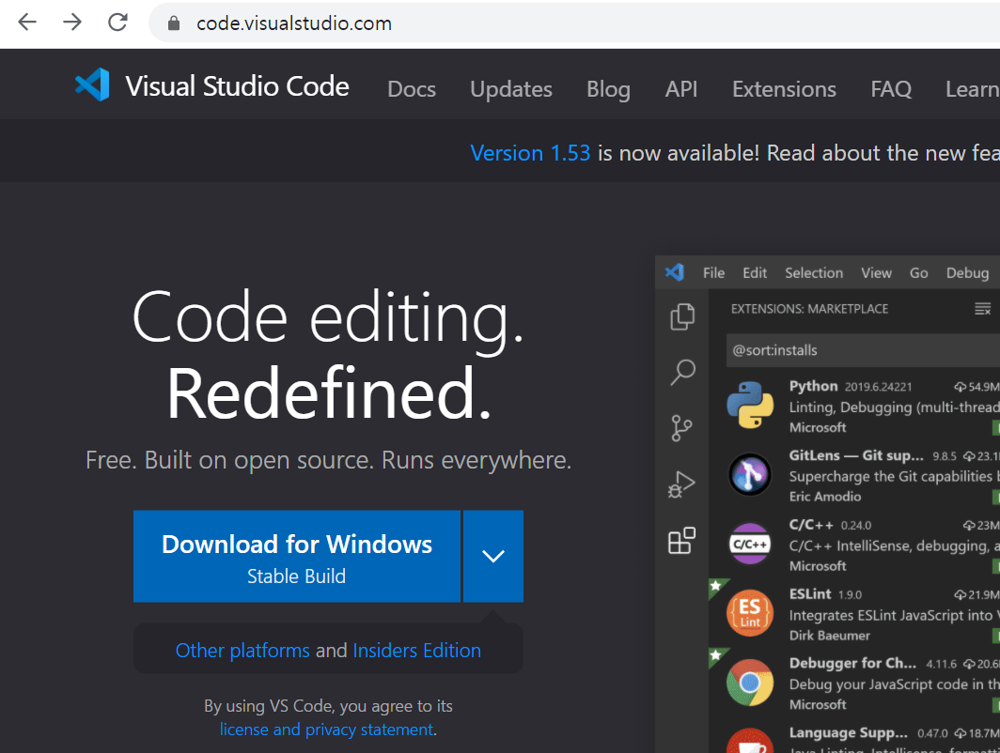 code.visualstudio.com
Visual Studio Code Docs Updates Blog API Extensions FAQ Learn
Version 1.53 is now available! Read about the new
Code editing.
Redefined.
Free. Built on open source. Runs everywhere.
Download for Windows
Stable Build
Other platforms and Insiders Edition
By using VS Code, you agree to its
license and privacy statement.
File Edit Selection View Go Debug
EXTENSIONS: MARKETPLACE
@sort:installs
Python 2019.6.24221 54.9M
Linting, Debugging (multi-thread
Microsoft
GitLens — Git sup... 9.8.5 23.1
Supercharge the Git capabilities
Eric Amodio
C/C++
C/C++ 0.24.0 23M
C/C++ IntelliSense, debugging,
Microsoft
ES
Lint
ESLint 1.9.0 21.9M
Integrates ESLint JavaScript into
Dirk Baeumer
Debugger for Ch... 4.11.6 20.6
Debug your JavaScript code in
Microsoft
Language Supp... 0.47.0 18.7M
Java Linting, Intellisense,